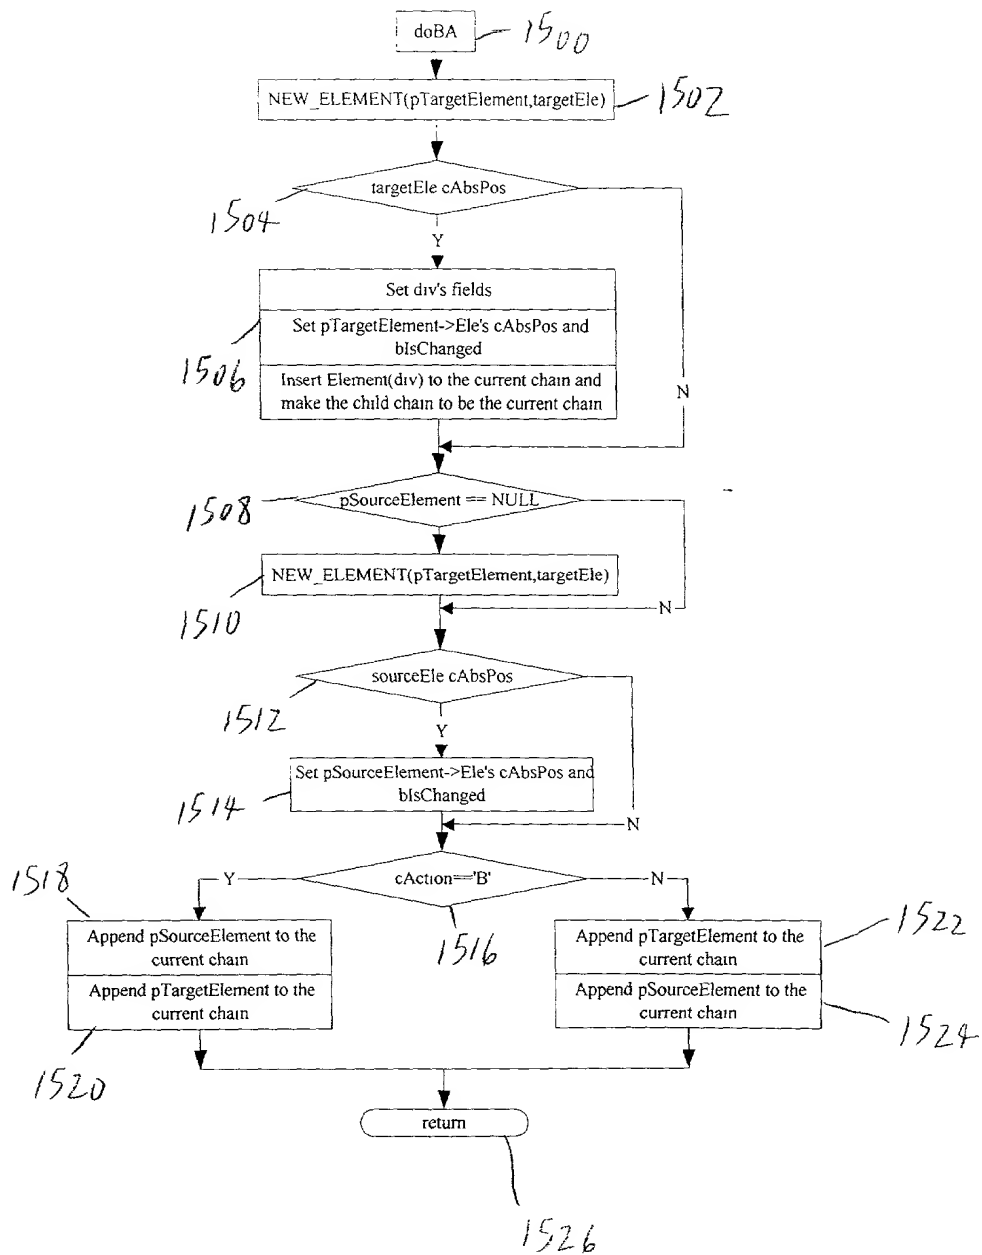 doBA
1500
NEW_ELEMENT(pTargetElement,targetEle)
1502
targetEle cAbsPos
1504
Y
Set div's fields
Set pTargetElement->Ele's cAbsPos and
bIsChanged
1506
Insert Element(div) to the current chain and
make the child chain to be the current chain
N
pSourceElement == NULL
1508
NEW_ELEMENT(pTargetElement,targetEle)
N
1510
sourceEle cAbsPos
1512
Y
Set pSourceElement->Ele's cAbsPos and
bIsChanged
1514
N
cAction=='B'
Y
N
1518
1516
1522
Append pSourceElement to the
current chain
Append pTargetElement to the
current chain
1520
Append pTargetElement to the
current chain
Append pSourceElement to the
current chain
1524
return
1526